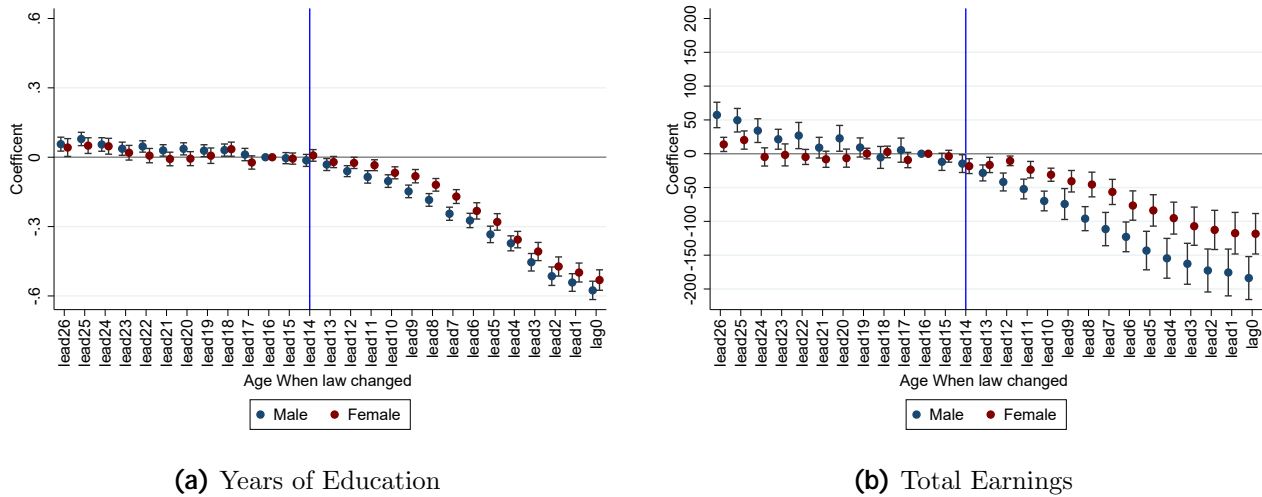 .6
.3
0
-.3
-.6
Coefficent
lead26
lead25
lead24
lead23
lead22
lead21
lead20
lead19
lead18
lead17
lead16
lead15
lead14
lead13
lead12
lead11
lead10
lead9
lead8
lead7
lead6
lead5
lead4
lead3
lead2
lead1
lag0
Age When law changed
Male Female
(a) Years of Education
200
150
100
50
0
-50
-100
-150
-200
Coefficent
lead26
lead25
lead24
lead23
lead22
lead21
lead20
lead19
lead18
lead17
lead16
lead15
lead14
lead13
lead12
lead11
lead10
lead9
lead8
lead7
lead6
lead5
lead4
lead3
lead2
lead1
lag0
Age When law changed
Male Female
(b) Total Earnings